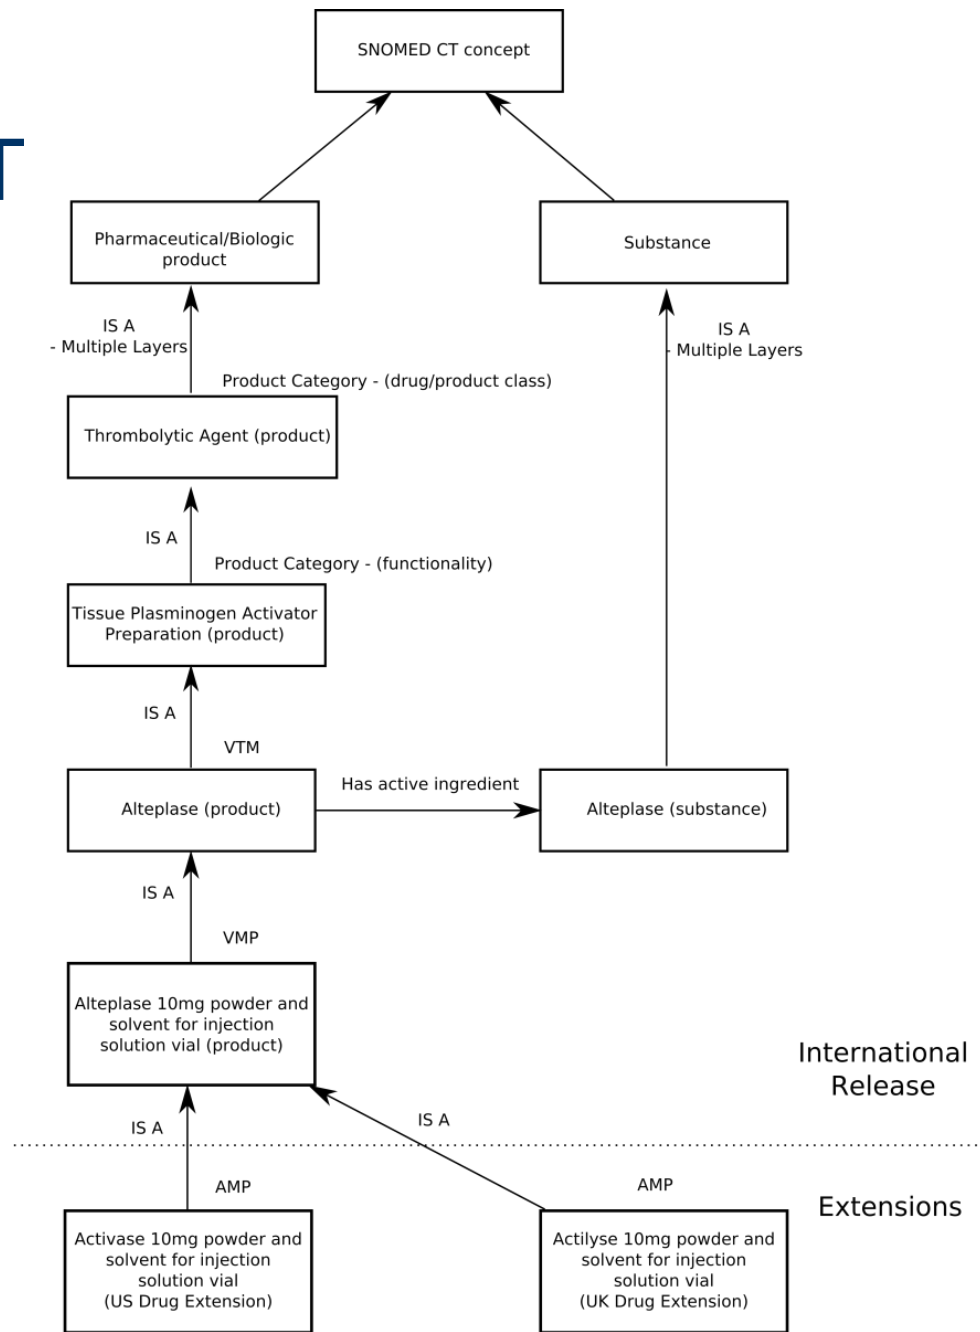 SNOMED CT concept
T
Pharmaceutical/Biologic
product
Substance
IS A
- Multiple Layers
IS A
- Multiple Layers
Product Category - (drug/product class)
Thrombolytic Agent (product)
IS A
Product Category - (functionality)
Tissue Plasminogen Activator
Preparation (product)
IS A
VTM
Has active ingredient
Alteplase (product)
Alteplase (substance)
IS A
VMP
Alteplase 10mg powder and
solvent for injection
solution vial (product)
International
Release
IS A
IS A
AMP
AMP
Extensions
Activase 10mg powder and
solvent for injection
solution vial
(US Drug Extension)
Actilyse 10mg powder and
solvent for injection
solution vial
(UK Drug Extension)